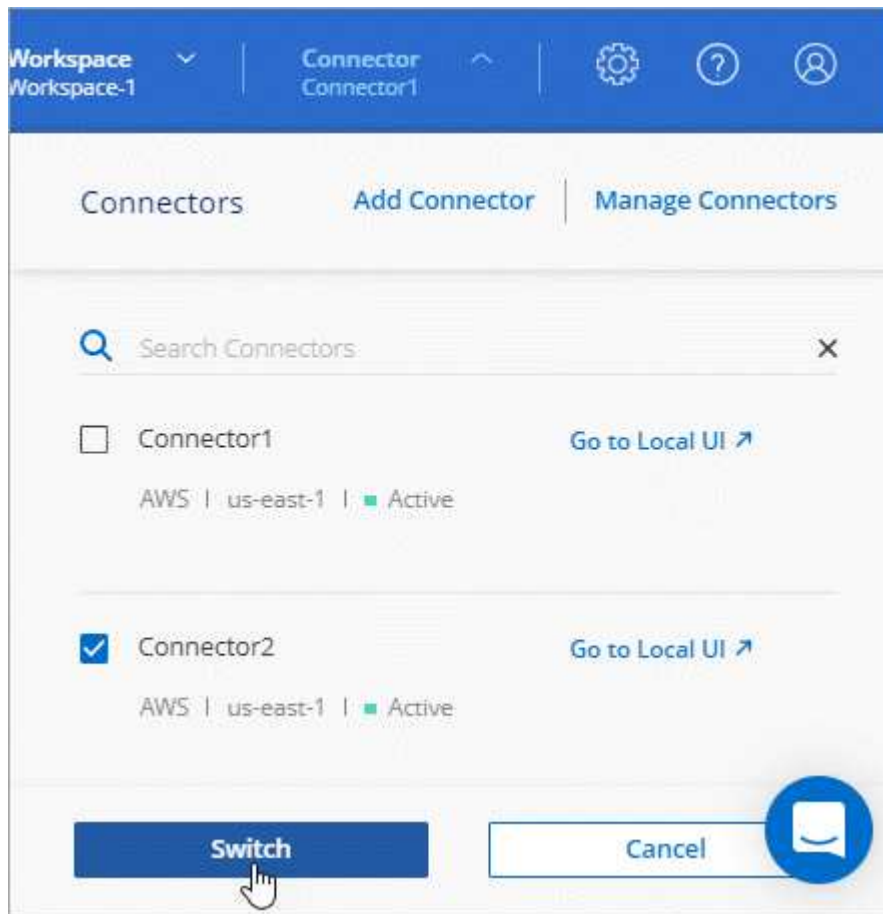 Workspace
Workspace-1
Connector
Connector1
Connectors
Add Connector
Manage Connectors
Search Connectors
Connector1
Go to Local UI
AWS | us-east-1 | Active
Connector2
Go to Local UI
AWS | us-east-1 | Active
Switch
Cancel